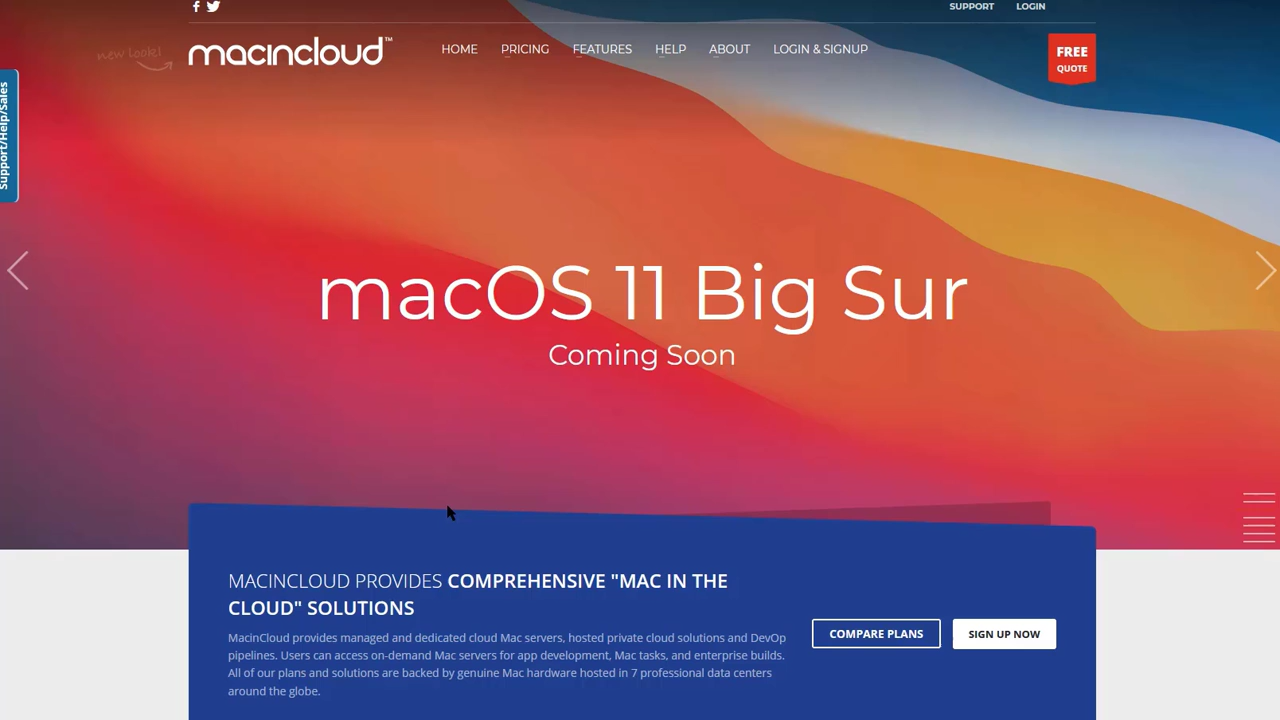 SUPPORT LOGIN
new look!
macincloud™
HOME PRICING FEATURES HELP ABOUT LOGIN & SIGNUP
FREE
QUOTE
Support/Help/Sales
macOS 11 Big Sur
Coming Soon
MACINCLOUD PROVIDES COMPREHENSIVE "MAC IN THE
CLOUD" SOLUTIONS
MacinCloud provides managed and dedicated cloud Mac servers, hosted private cloud solutions and DevOp
pipelines. Users can access on-demand Mac servers for app development, Mac tasks, and enterprise builds.
All of our plans and solutions are backed by genuine Mac hardware hosted in 7 professional data centers
around the globe.
COMPARE PLANS
SIGN UP NOW